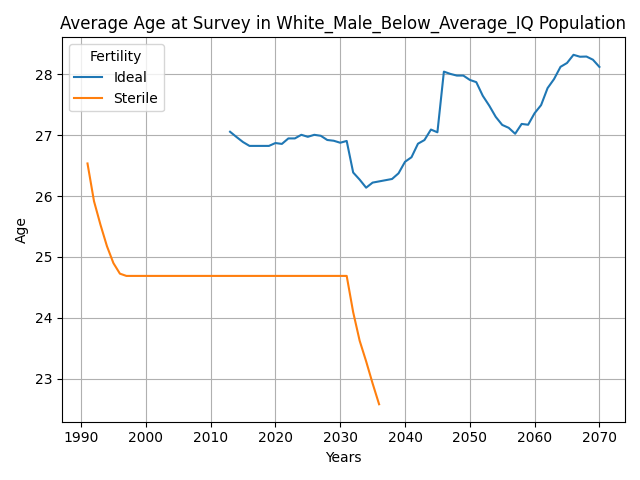 Average Age at Survey in White_Male_Below_Average_IQ Population
Fertility
Ideal
Sterile
Age
28
27
26
25
24
23
1990 2000 2010 2020 2030 2040 2050 2060 2070
Years